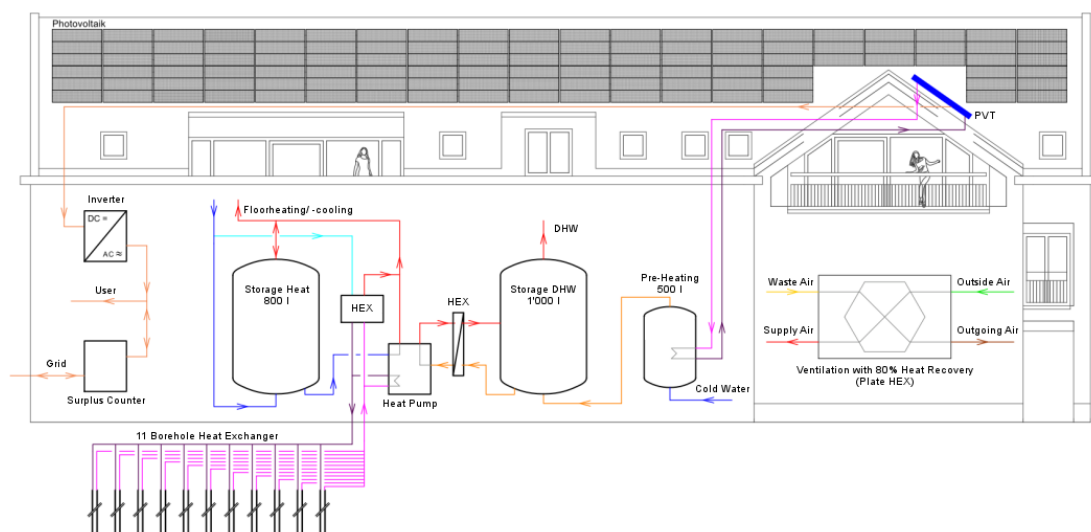 Photovoltaik
PVT
Inverter
DC =
AC ≈
User
Grid
Surplus Counter
Floorheating/ -cooling
Storage Heat
800 l
HEX
Heat Pump
HEX
DHW
Storage DHW
1'000 l
Pre-Heating
500 l
Cold Water
Waste Air
Outside Air
Supply Air
Outgoing Air
Ventilation with 80% Heat Recovery
(Plate HEX)
11 Borehole Heat Exchanger